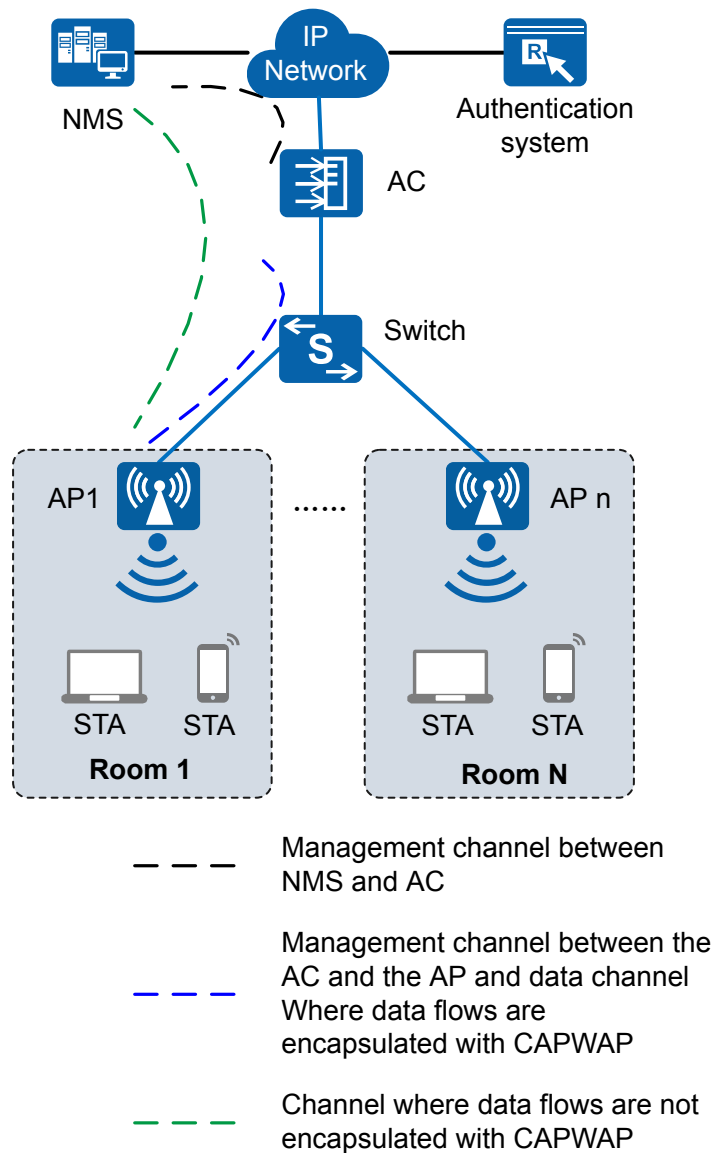 IP
Network
NMS
Authentication
system
R
AC
Switch
S
AP1
......
AP n
STA
STA
Room 1
STA
STA
Room N
Management channel between
NMS and AC
Management channel between the
AC and the AP and data channel
Where data flows are
encapsulated with CAPWAP
Channel where data flows are not
encapsulated with CAPWAP